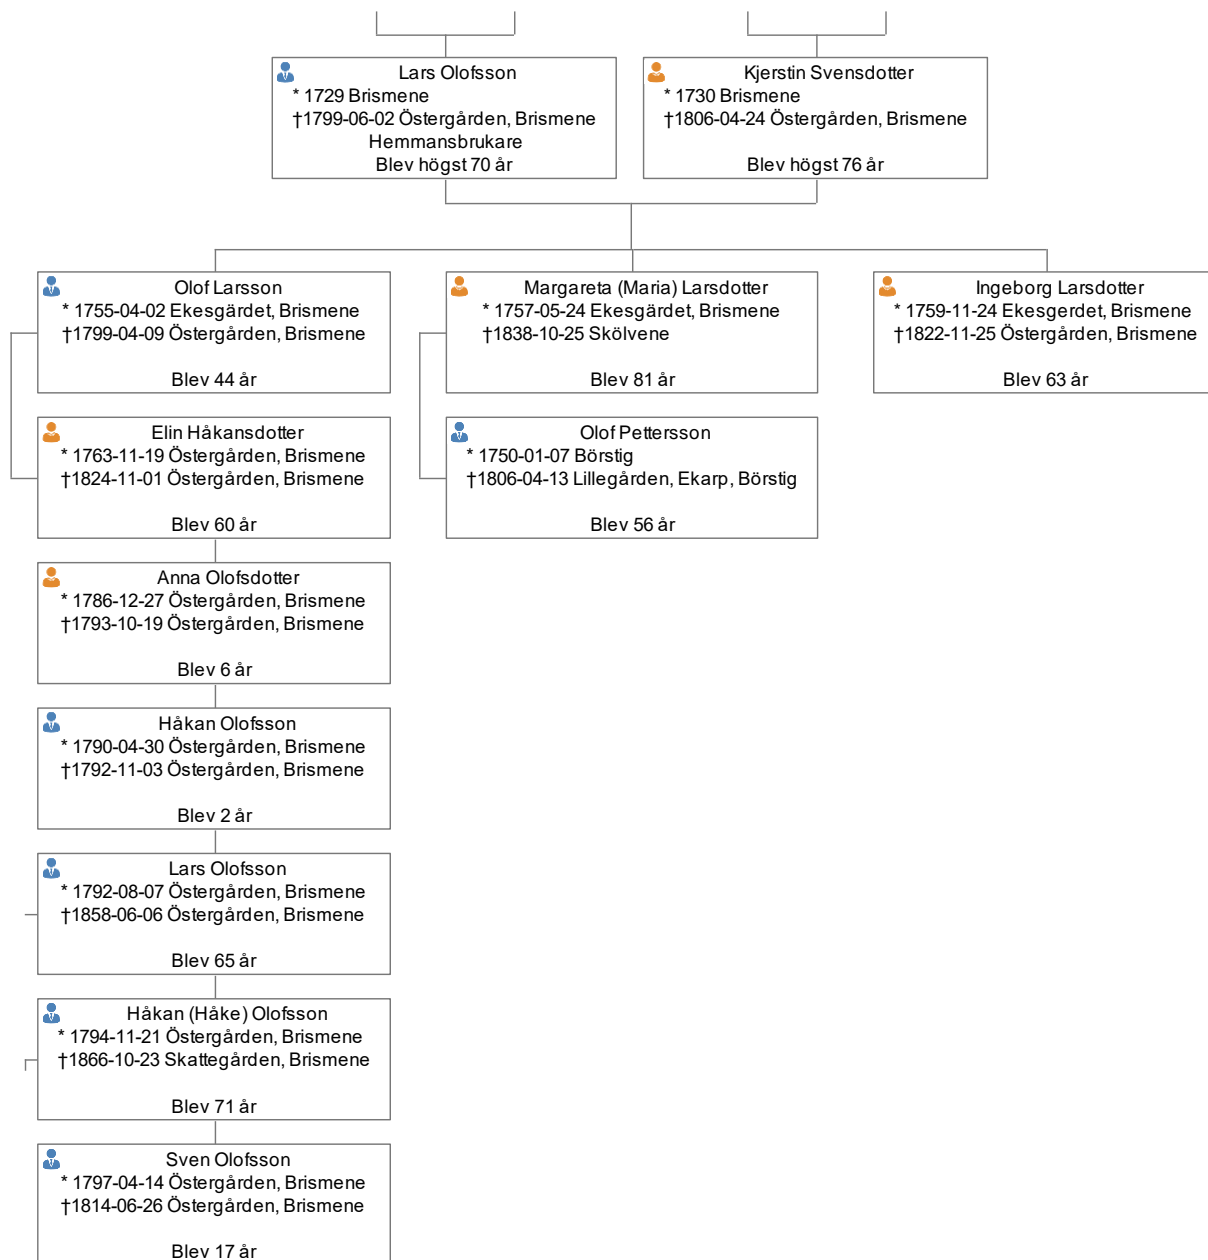 Lars Olofsson
* 1729 Brismene
†1799-06-02 Östergården, Brismene
Hemmansbrukare
Blev högst 70 år
Kjerstin Svensdotter
* 1730 Brismene
†1806-04-24 Östergården, Brismene
Blev högst 76 år
Olof Larsson
* 1755-04-02 Ekesgärdet, Brismene
†1799-04-09 Östergården, Brismene
Blev 44 år
Margareta (Maria) Larsdotter
* 1757-05-24 Ekesgärdet, Brismene
†1838-10-25 Skölvene
Blev 81 år
Ingeborg Larsdotter
* 1759-11-24 Ekesgerdet, Brismene
†1822-11-25 Östergården, Brismene
Blev 63 år
Elin Håkansdotter
* 1763-11-19 Östergården, Brismene
†1824-11-01 Östergården, Brismene
Blev 60 år
Olof Pettersson
* 1750-01-07 Börstig
†1806-04-13 Lillegården, Ekarp, Börstig
Blev 56 år
Anna Olofsdotter
* 1786-12-27 Östergården, Brismene
†1793-10-19 Östergården, Brismene
Blev 6 år
Håkan Olofsson
* 1790-04-30 Östergården, Brismene
†1792-11-03 Östergården, Brismene
Blev 2 år
Lars Olofsson
* 1792-08-07 Östergården, Brismene
†1858-06-06 Östergården, Brismene
Blev 65 år
Håkan (Håke) Olofsson
* 1794-11-21 Östergården, Brismene
†1866-10-23 Skattegården, Brismene
Blev 71 år
Sven Olofsson
* 1797-04-14 Östergården, Brismene
†1814-06-26 Östergården, Brismene
Blev 17 år